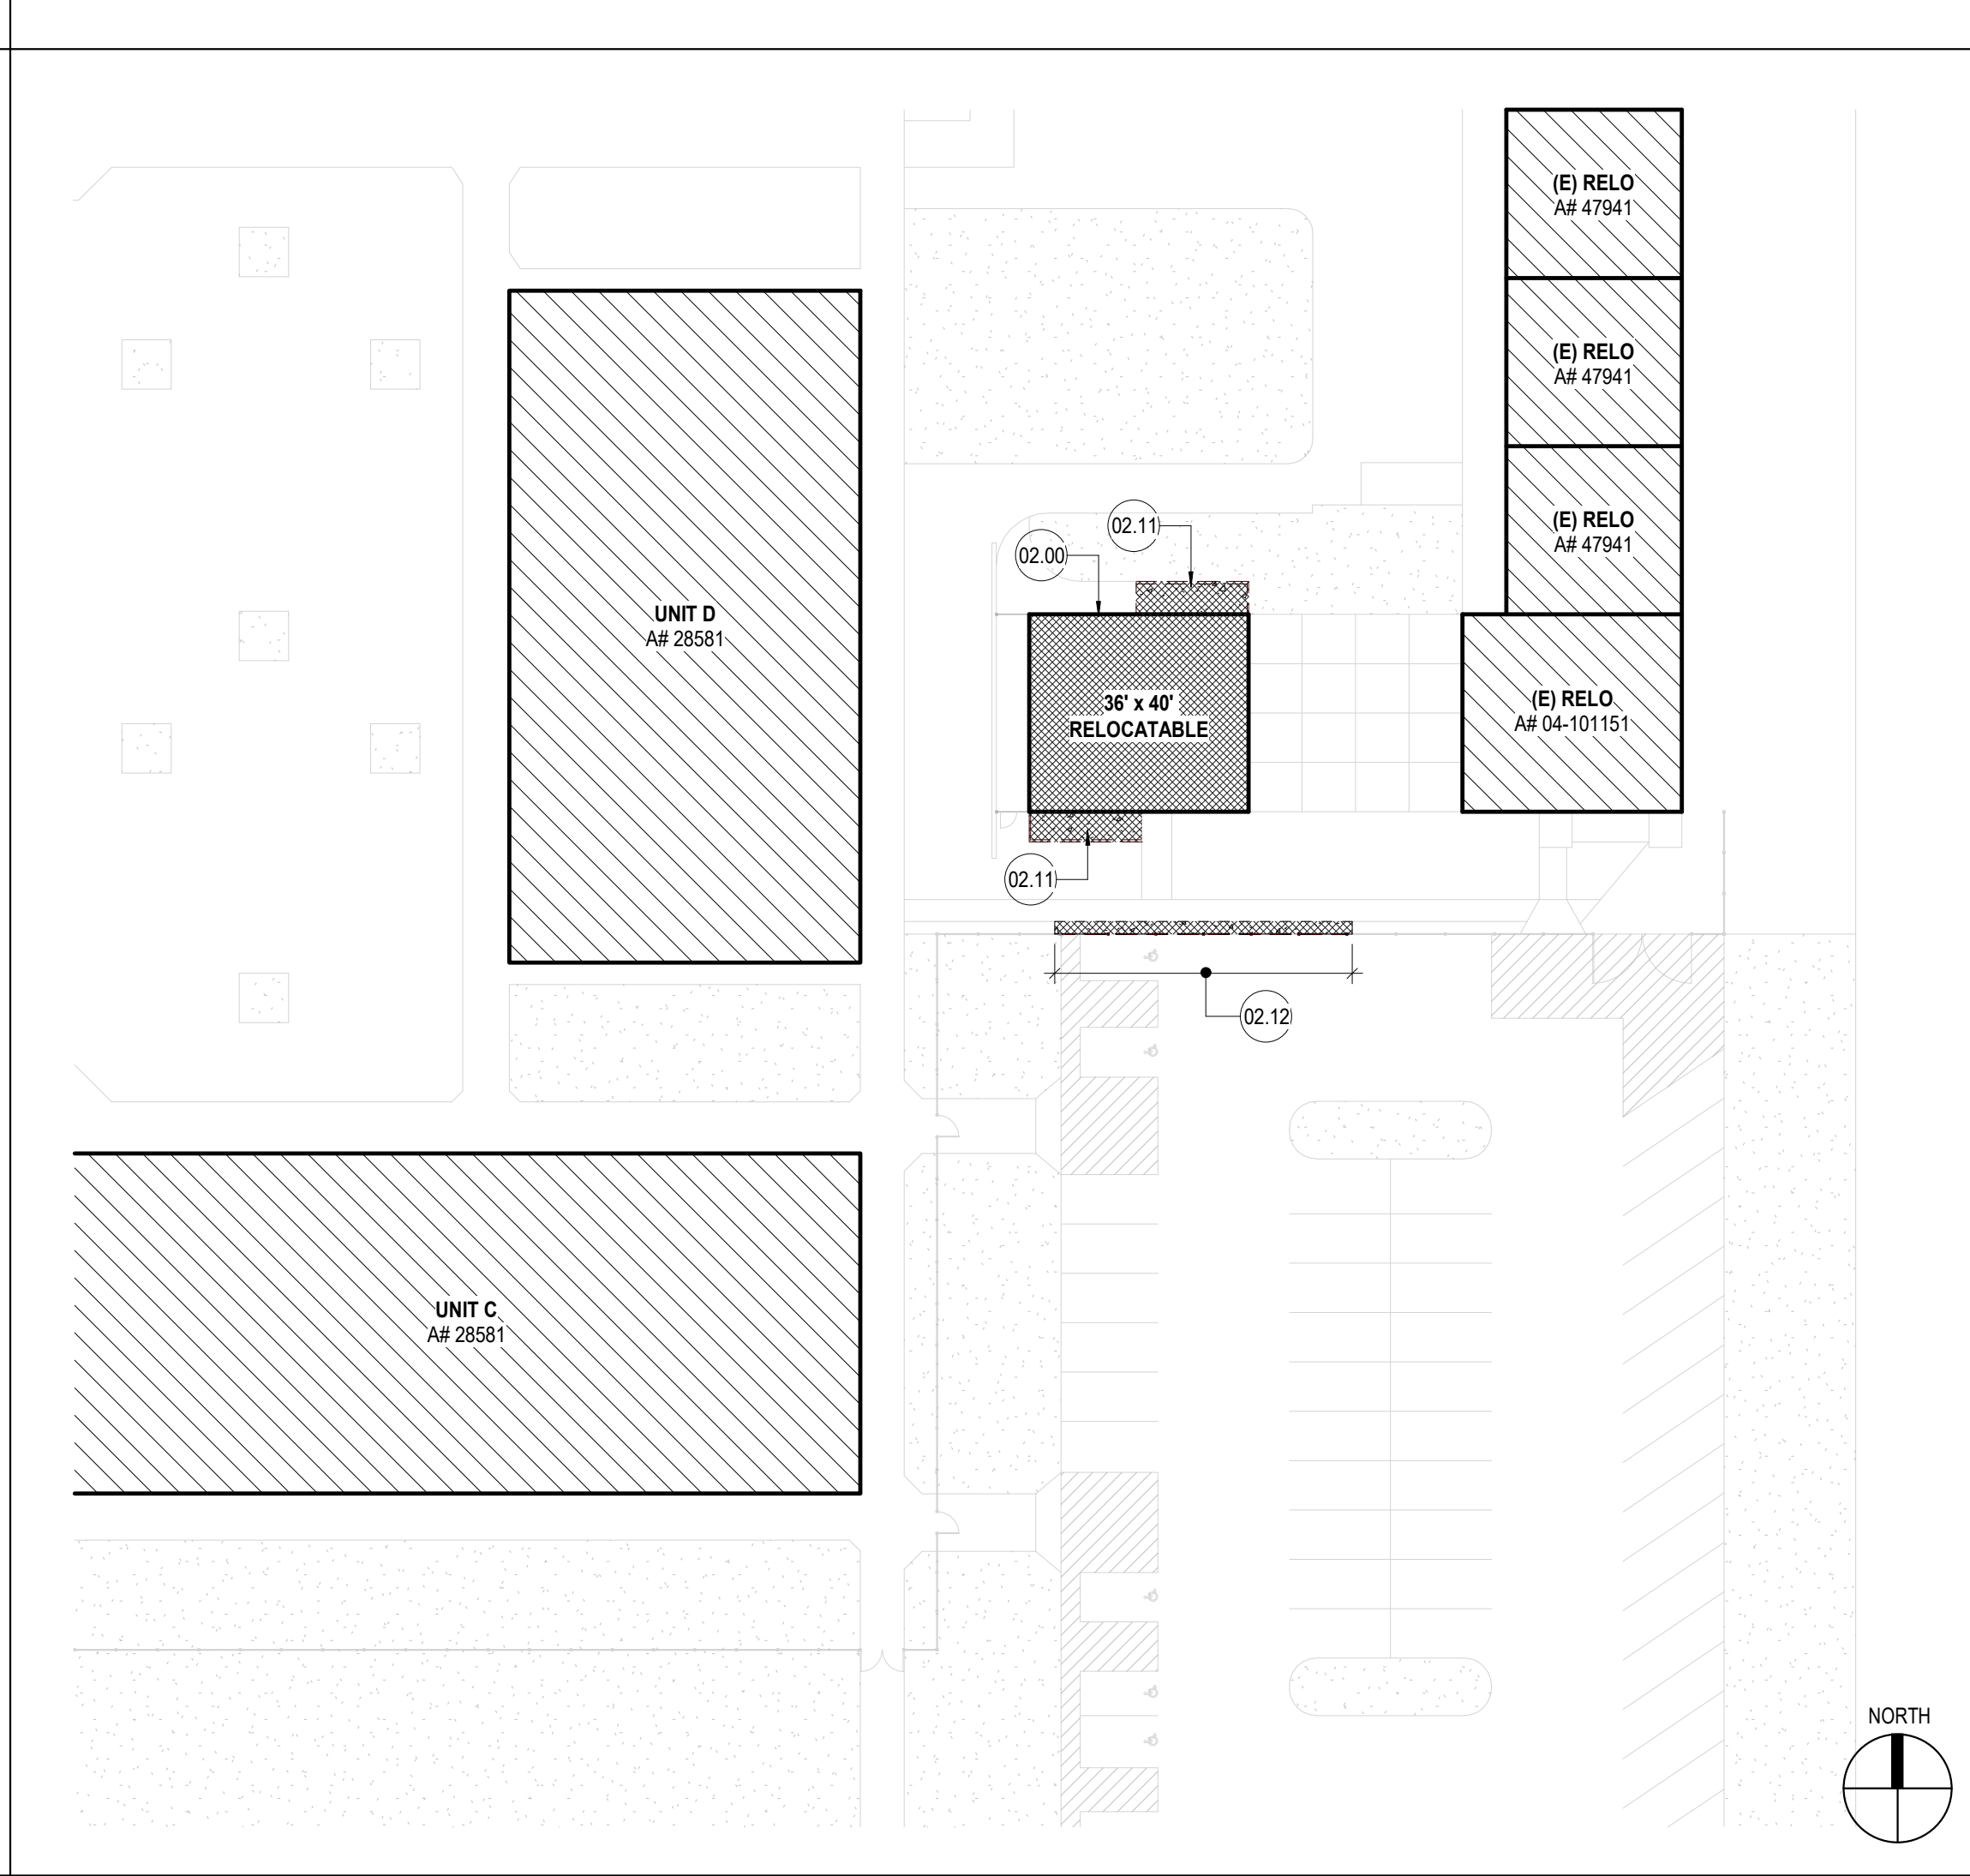 (E) RELO
A# 47941
(E) RELO
A# 47941
(E) RELO
A# 47941
02.11
02.00
UNIT D
A# 28581
36' x 40'
RELOCATABLE
(E) RELO
A# 04-101151
02.11
02.12
UNIT C
A# 28581
NORTH